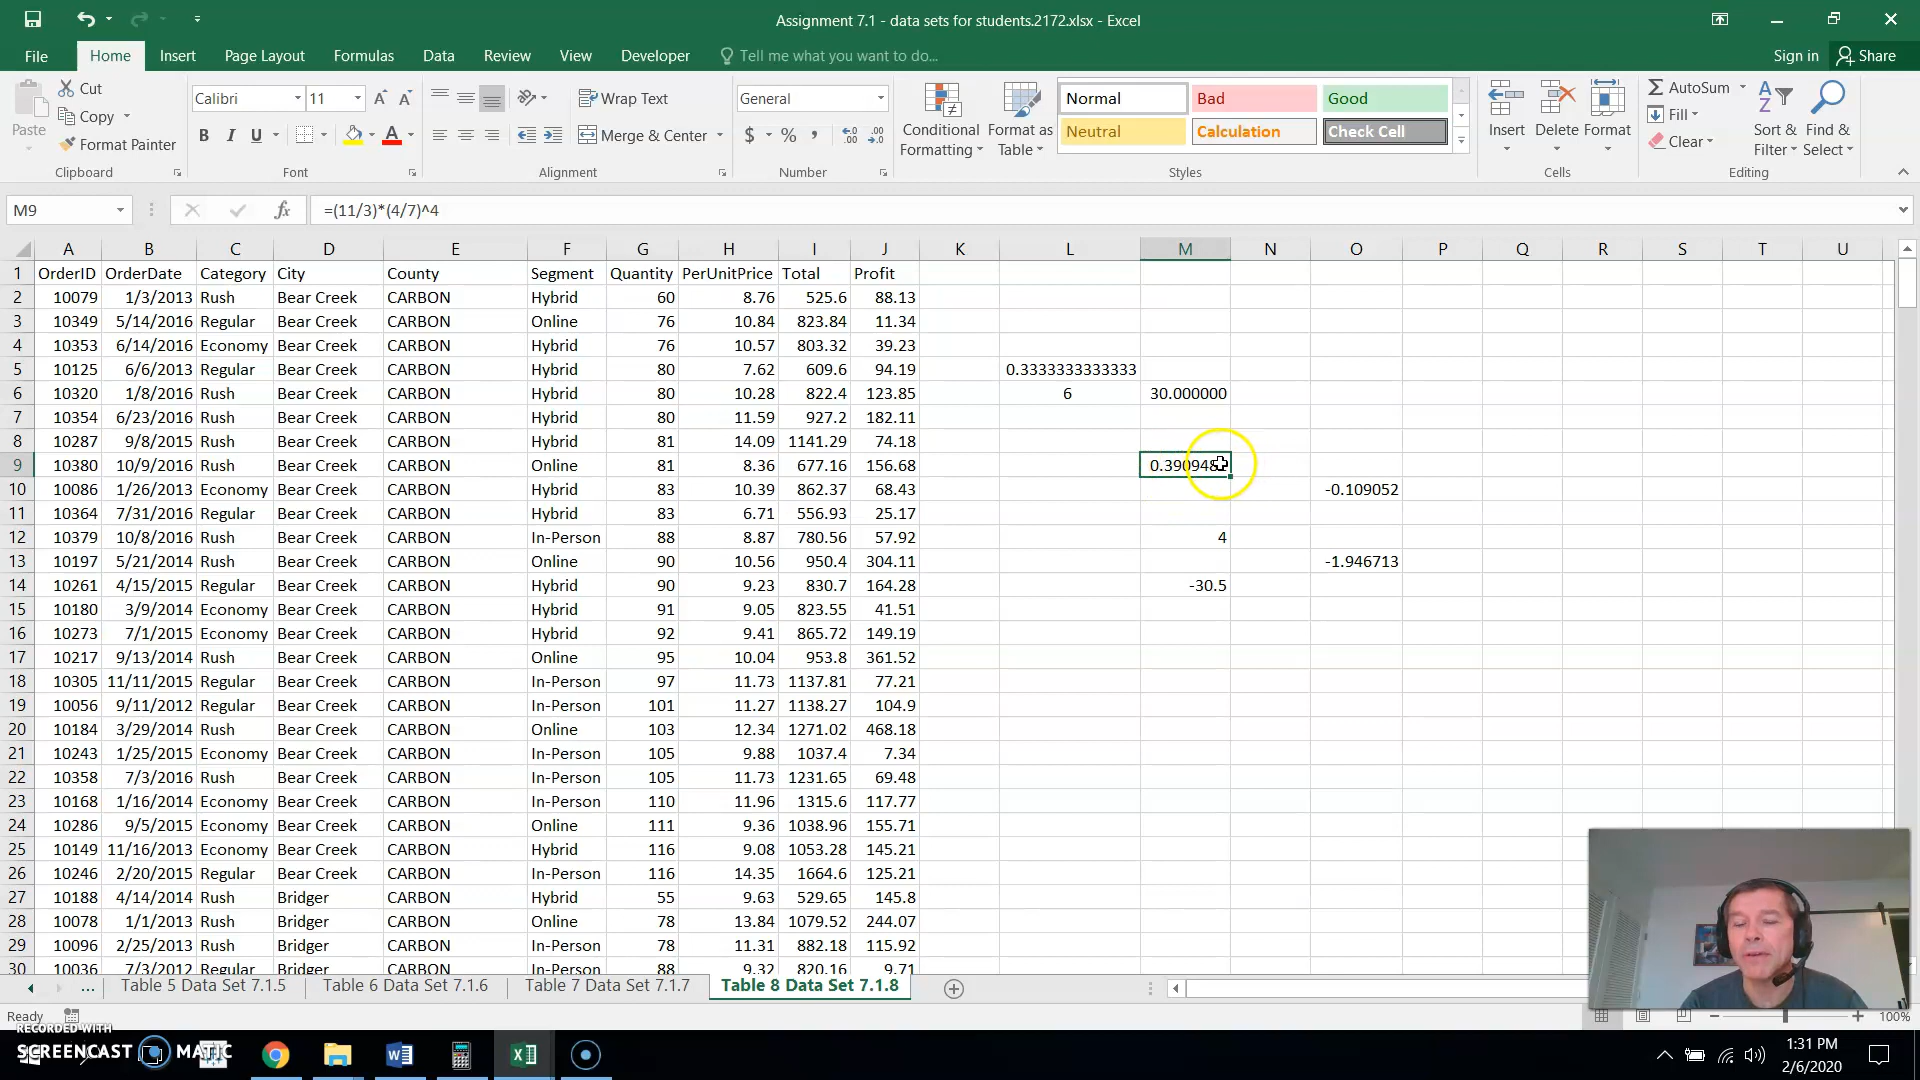 Assignment 7.1 - data sets for students.2172.xlsx - Excel
File Home Insert Page Layout Formulas Data Review View Developer Tell me what you want to do... Sign in Share
Paste Cut Copy Format Painter Clipboard
Calibri 11 A A B I U A Font
Wrap Text Merge & Center Alignment
General $ % , Number
Conditional Formatting Format as Table
Normal Bad Good
Neutral Calculation Check Cell
Styles
Insert Delete Format Cells
AutoSum Fill Clear Sort & Filter Find & Select Editing
M9 fx =(11/3)*(4/7)^4
A B C D E F G H I J K L M N O P Q R S T U
1 OrderID OrderDate Category City County Segment Quantity PerUnitPrice Total Profit
2 10079 1/3/2013 Rush Bear Creek CARBON Hybrid 60 8.76 525.6 88.13
3 10349 5/14/2016 Regular Bear Creek CARBON Online 76 10.84 823.84 11.34
4 10353 6/14/2016 Economy Bear Creek CARBON Hybrid 76 10.57 803.32 39.23
5 10125 6/6/2013 Regular Bear Creek CARBON Hybrid 80 7.62 609.6 94.19 0.3333333333333
6 10320 1/8/2016 Rush Bear Creek CARBON Hybrid 80 10.28 822.4 123.85 6 30.000000
7 10354 6/23/2016 Rush Bear Creek CARBON Hybrid 80 11.59 927.2 182.11
8 10287 9/8/2015 Rush Bear Creek CARBON Hybrid 81 14.09 1141.29 74.18
9 10380 10/9/2016 Rush Bear Creek CARBON Online 81 8.36 677.16 156.68
10 10086 1/26/2013 Economy Bear Creek CARBON Hybrid 83 10.39 862.37 68.43 -0.109052
11 10364 7/31/2016 Regular Bear Creek CARBON Hybrid 83 6.71 556.93 25.17
12 10379 10/8/2016 Rush Bear Creek CARBON In-Person 88 8.87 780.56 57.92 4
13 10197 5/21/2014 Rush Bear Creek CARBON Online 90 10.56 950.4 304.11 -1.946713
14 10261 4/15/2015 Regular Bear Creek CARBON Hybrid 90 9.23 830.7 164.28 -30.5
15 10180 3/9/2014 Economy Bear Creek CARBON Hybrid 91 9.05 823.55 41.51
16 10273 7/1/2015 Economy Bear Creek CARBON Hybrid 92 9.41 865.72 149.19
17 10217 9/13/2014 Rush Bear Creek CARBON Online 95 10.04 953.8 361.52
18 10305 11/11/2015 Regular Bear Creek CARBON In-Person 97 11.73 1137.81 77.21
19 10056 9/11/2012 Regular Bear Creek CARBON In-Person 101 11.27 1138.27 104.9
20 10184 3/29/2014 Rush Bear Creek CARBON Online 103 12.34 1271.02 468.18
21 10243 1/25/2015 Economy Bear Creek CARBON In-Person 105 9.88 1037.4 7.34
22 10358 7/3/2016 Rush Bear Creek CARBON In-Person 105 11.73 1231.65 69.48
23 10168 1/16/2014 Economy Bear Creek CARBON In-Person 110 11.96 1315.6 117.77
24 10286 9/5/2015 Economy Bear Creek CARBON Online 111 9.36 1038.96 155.71
25 10149 11/16/2013 Economy Bear Creek CARBON Hybrid 116 9.08 1053.28 145.21
26 10246 2/20/2015 Regular Bear Creek CARBON In-Person 116 14.35 1664.6 125.21
27 10188 4/14/2014 Rush Bridger CARBON Hybrid 55 9.63 529.65 145.8
28 10078 1/1/2013 Rush Bridger CARBON Online 78 13.84 1079.52 244.07
29 10096 2/25/2013 Rush Bridger CARBON In-Person 78 11.31 882.18 115.92
30 10036 7/3/2012 Regular Bridger CARBON In-Person 88 9.32 820.16 9.71
... Table 5 Data Set 7.1.5 Table 6 Data Set 7.1.6 Table 7 Data Set 7.1.7 Table 8 Data Set 7.1.8
Ready 100%
RECORDED WITH
SCREENCAST MATIC
1:31 PM
2/6/2020